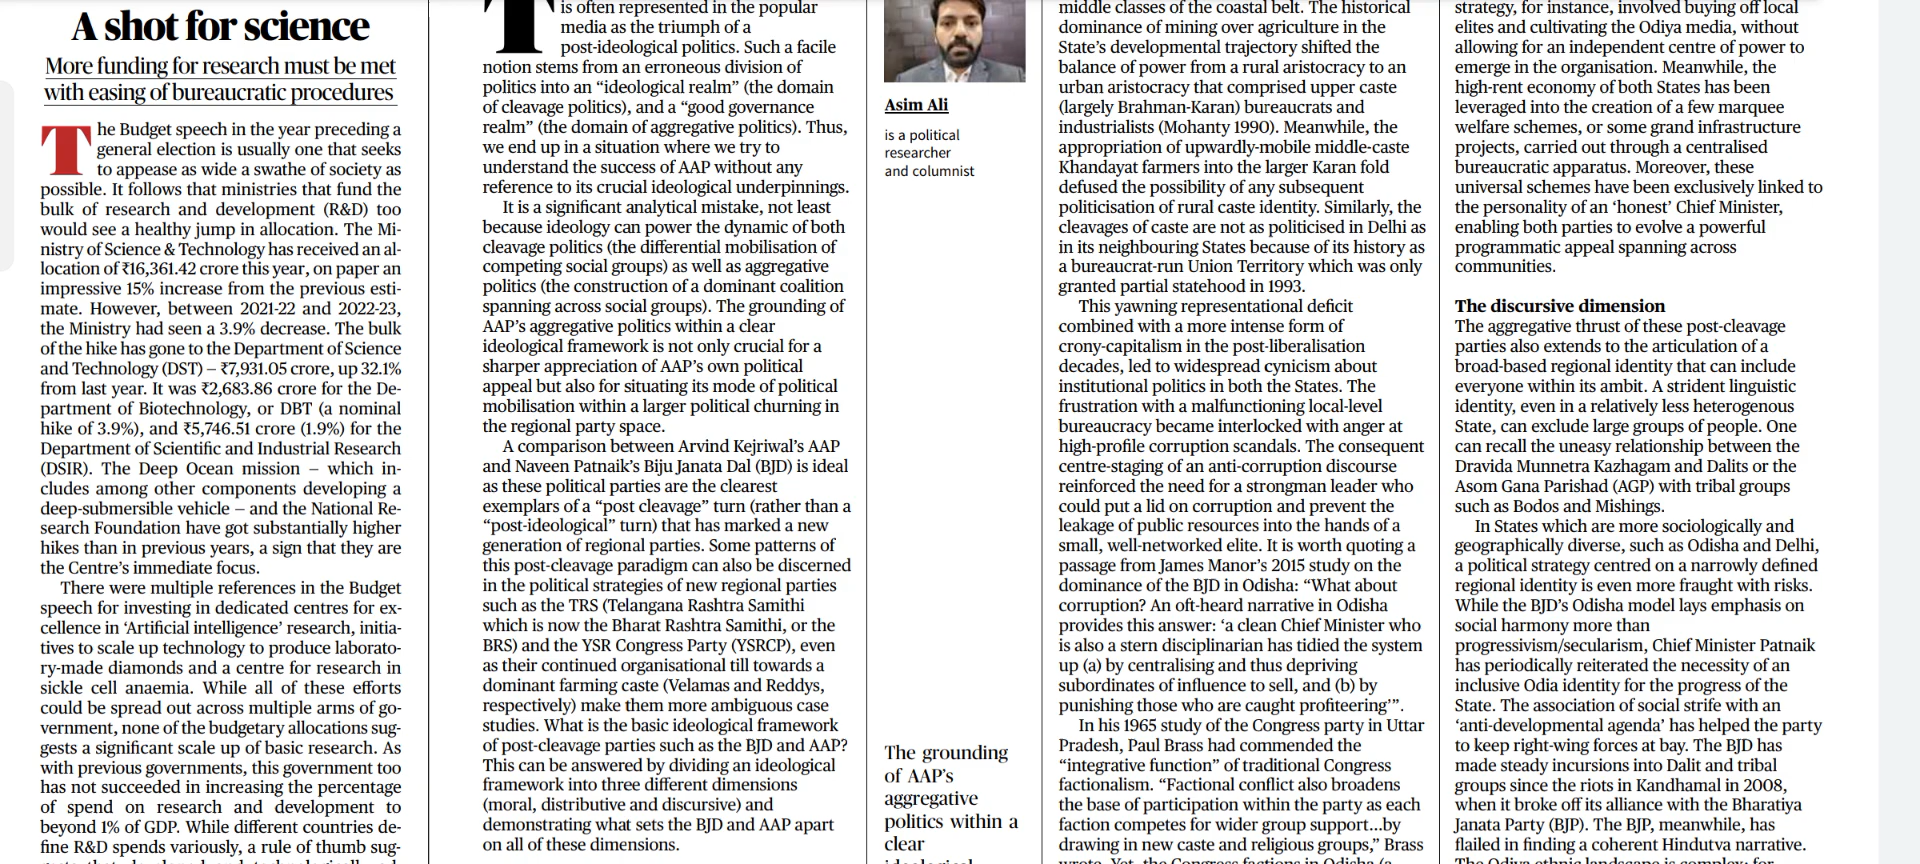 A shot for science
More funding for research must be met
with easing of bureaucratic procedures
The Budget speech in the year preceding a
general election is usually one that seeks
to appease as wide a swathe of society as
possible. It follows that ministries that fund the
bulk of research and development (R&D) too
would see a healthy jump in allocation. The Mi-
nistry of Science & Technology has received an al-
location of ₹16,361.42 crore this year, on paper an
impressive 15% increase from the previous esti-
mate. However, between 2021-22 and 2022-23,
the Ministry had seen a 3.9% decrease. The bulk
of the hike has gone to the Department of Science
and Technology (DST) – ₹7,931.05 crore, up 32.1%
from last year. It was ₹2,683.86 crore for the De-
partment of Biotechnology, or DBT (a nominal
hike of 3.9%), and ₹5,746.51 crore (1.9%) for the
Department of Scientific and Industrial Research
(DSIR). The Deep Ocean mission – which in-
cludes among other components developing a
deep-submersible vehicle – and the National Re-
search Foundation have got substantially higher
hikes than in previous years, a sign that they are
the Centre's immediate focus.
There were multiple references in the Budget
speech for investing in dedicated centres for ex-
cellence in 'Artificial intelligence' research, initia-
tives to scale up technology to produce laborato-
ry-made diamonds and a centre for research in
sickle cell anaemia. While all of these efforts
could be spread out across multiple arms of go-
vernment, none of the budgetary allocations sug-
gests a significant scale up of basic research. As
with previous governments, this government too
has not succeeded in increasing the percentage
of spend on research and development to
beyond 1% of GDP. While different countries de-
fine R&D spends variously, a rule of thumb sug-
T is often represented in the popular
media as the triumph of a
post-ideological politics. Such a facile
notion stems from an erroneous division of
politics into an "ideological realm" (the domain
of cleavage politics), and a "good governance
realm" (the domain of aggregative politics). Thus,
we end up in a situation where we try to
understand the success of AAP without any
reference to its crucial ideological underpinnings.
It is a significant analytical mistake, not least
because ideology can power the dynamic of both
cleavage politics (the differential mobilisation of
competing social groups) as well as aggregative
politics (the construction of a dominant coalition
spanning across social groups). The grounding of
AAP's aggregative politics within a clear
ideological framework is not only crucial for a
sharper appreciation of AAP's own political
appeal but also for situating its mode of political
mobilisation within a larger political churning in
the regional party space.
A comparison between Arvind Kejriwal's AAP
and Naveen Patnaik's Biju Janata Dal (BJD) is ideal
as these political parties are the clearest
exemplars of a "post cleavage" turn (rather than a
"post-ideological" turn) that has marked a new
generation of regional parties. Some patterns of
this post-cleavage paradigm can also be discerned
in the political strategies of new regional parties
such as the TRS (Telangana Rashtra Samithi
which is now the Bharat Rashtra Samithi, or the
BRS) and the YSR Congress Party (YSRCP), even
as their continued organisational till towards a
dominant farming caste (Velamas and Reddys,
respectively) make them more ambiguous case
studies. What is the basic ideological framework
of post-cleavage parties such as the BJD and AAP?
This can be answered by dividing an ideological
framework into three different dimensions
(moral, distributive and discursive) and
demonstrating what sets the BJD and AAP apart
on all of these dimensions.
Asim Ali
is a political
researcher
and columnist
The grounding
of AAP's
aggregative
politics within a
clear
ideological
middle classes of the coastal belt. The historical
dominance of mining over agriculture in the
State's developmental trajectory shifted the
balance of power from a rural aristocracy to an
urban aristocracy that comprised upper caste
(largely Brahman-Karan) bureaucrats and
industrialists (Mohanty 1990). Meanwhile, the
appropriation of upwardly-mobile middle-caste
Khandayat farmers into the larger Karan fold
defused the possibility of any subsequent
politicisation of rural caste identity. Similarly, the
cleavages of caste are not as politicised in Delhi as
in its neighbouring States because of its history as
a bureaucrat-run Union Territory which was only
granted partial statehood in 1993.
This yawning representational deficit
combined with a more intense form of
crony-capitalism in the post-liberalisation
decades, led to widespread cynicism about
institutional politics in both the States. The
frustration with a malfunctioning local-level
bureaucracy became interlocked with anger at
high-profile corruption scandals. The consequent
centre-staging of an anti-corruption discourse
reinforced the need for a strongman leader who
could put a lid on corruption and prevent the
leakage of public resources into the hands of a
small, well-networked elite. It is worth quoting a
passage from James Manor's 2015 study on the
dominance of the BJD in Odisha: "What about
corruption? An oft-heard narrative in Odisha
provides this answer: 'a clean Chief Minister who
is also a stern disciplinarian has tidied the system
up (a) by centralising and thus depriving
subordinates of influence to sell, and (b) by
punishing those who are caught profiteering'".
In his 1965 study of the Congress party in Uttar
Pradesh, Paul Brass had commended the
"integrative function" of traditional Congress
factionalism. "Factional conflict also broadens
the base of participation within the party as each
faction competes for wider group support...by
drawing in new caste and religious groups," Brass
wrote. Yet, the Congress factions in Odisha (a
strategy, for instance, involved buying off local
elites and cultivating the Odiya media, without
allowing for an independent centre of power to
emerge in the organisation. Meanwhile, the
high-rent economy of both States has been
leveraged into the creation of a few marquee
welfare schemes, or some grand infrastructure
projects, carried out through a centralised
bureaucratic apparatus. Moreover, these
universal schemes have been exclusively linked to
the personality of an 'honest' Chief Minister,
enabling both parties to evolve a powerful
programmatic appeal spanning across
communities.
The discursive dimension
The aggregative thrust of these post-cleavage
parties also extends to the articulation of a
broad-based regional identity that can include
everyone within its ambit. A strident linguistic
identity, even in a relatively less heterogenous
State, can exclude large groups of people. One
can recall the uneasy relationship between the
Dravida Munnetra Kazhagam and Dalits or the
Asom Gana Parishad (AGP) with tribal groups
such as Bodos and Mishings.
In States which are more sociologically and
geographically diverse, such as Odisha and Delhi,
a political strategy centred on a narrowly defined
regional identity is even more fraught with risks.
While the BJD's Odisha model lays emphasis on
social harmony more than
progressivism/secularism, Chief Minister Patnaik
has periodically reiterated the necessity of an
inclusive Odia identity for the progress of the
State. The association of social strife with an
'anti-developmental agenda' has helped the party
to keep right-wing forces at bay. The BJD has
made steady incursions into Dalit and tribal
groups since the riots in Kandhamal in 2008,
when it broke off its alliance with the Bharatiya
Janata Party (BJP). The BJP, meanwhile, has
flailed in finding a coherent Hindutva narrative.
The Odiya ethnic landscape is complex: for